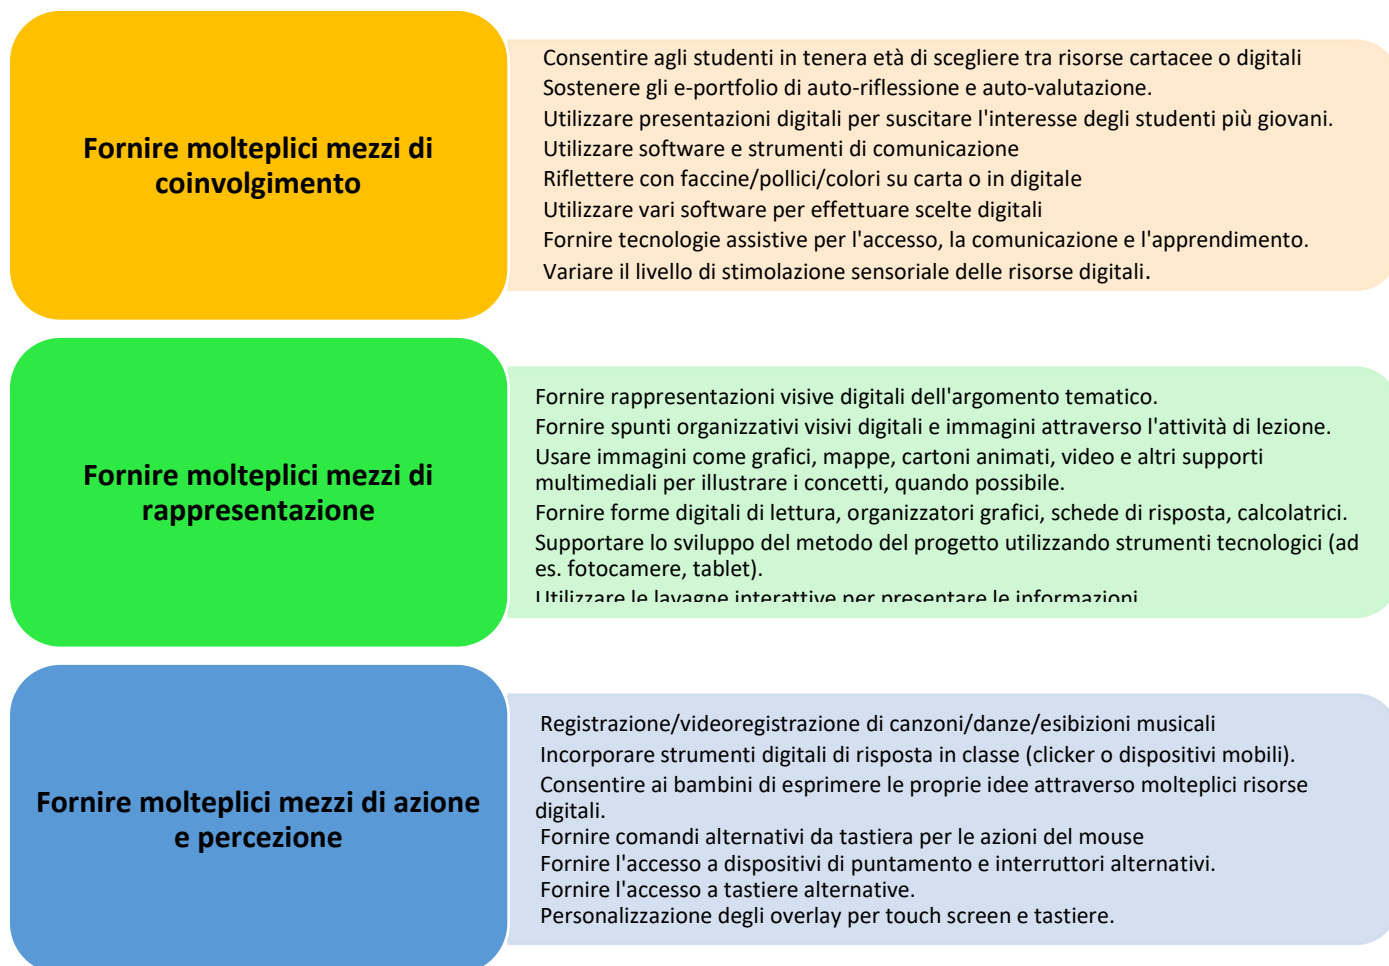 Fornire molteplici mezzi di
coinvolgimento
Consentire agli studenti in tenera età di scegliere tra risorse cartacee o digitali
Sostenere gli e-portfolio di auto-riflessione e auto-valutazione.
Utilizzare presentazioni digitali per suscitare l'interesse degli studenti più giovani.
Utilizzare software e strumenti di comunicazione
Riflettere con faccine/pollici/colori su carta o in digitale
Utilizzare vari software per effettuare scelte digitali
Fornire tecnologie assistive per l'accesso, la comunicazione e l'apprendimento.
Variare il livello di stimolazione sensoriale delle risorse digitali.
Fornire molteplici mezzi di
rappresentazione
Fornire rappresentazioni visive digitali dell'argomento tematico.
Fornire spunti organizzativi visivi digitali e immagini attraverso l'attività di lezione.
Usare immagini come grafici, mappe, cartoni animati, video e altri supporti
multimediali per illustrare i concetti, quando possibile.
Fornire forme digitali di lettura, organizzatori grafici, schede di risposta, calcolatrici.
Supportare lo sviluppo del metodo del progetto utilizzando strumenti tecnologici (ad
es. fotocamere, tablet).
Utilizzare le lavagne interattive per presentare le informazioni
Fornire molteplici mezzi di azione
e percezione
Registrazione/videoregistrazione di canzoni/danze/esibizioni musicali
Incorporare strumenti digitali di risposta in classe (clicker o dispositivi mobili).
Consentire ai bambini di esprimere le proprie idee attraverso molteplici risorse
digitali.
Fornire comandi alternativi da tastiera per le azioni del mouse
Fornire l'accesso a dispositivi di puntamento e interruttori alternativi.
Fornire l'accesso a tastiere alternative.
Personalizzazione degli overlay per touch screen e tastiere.